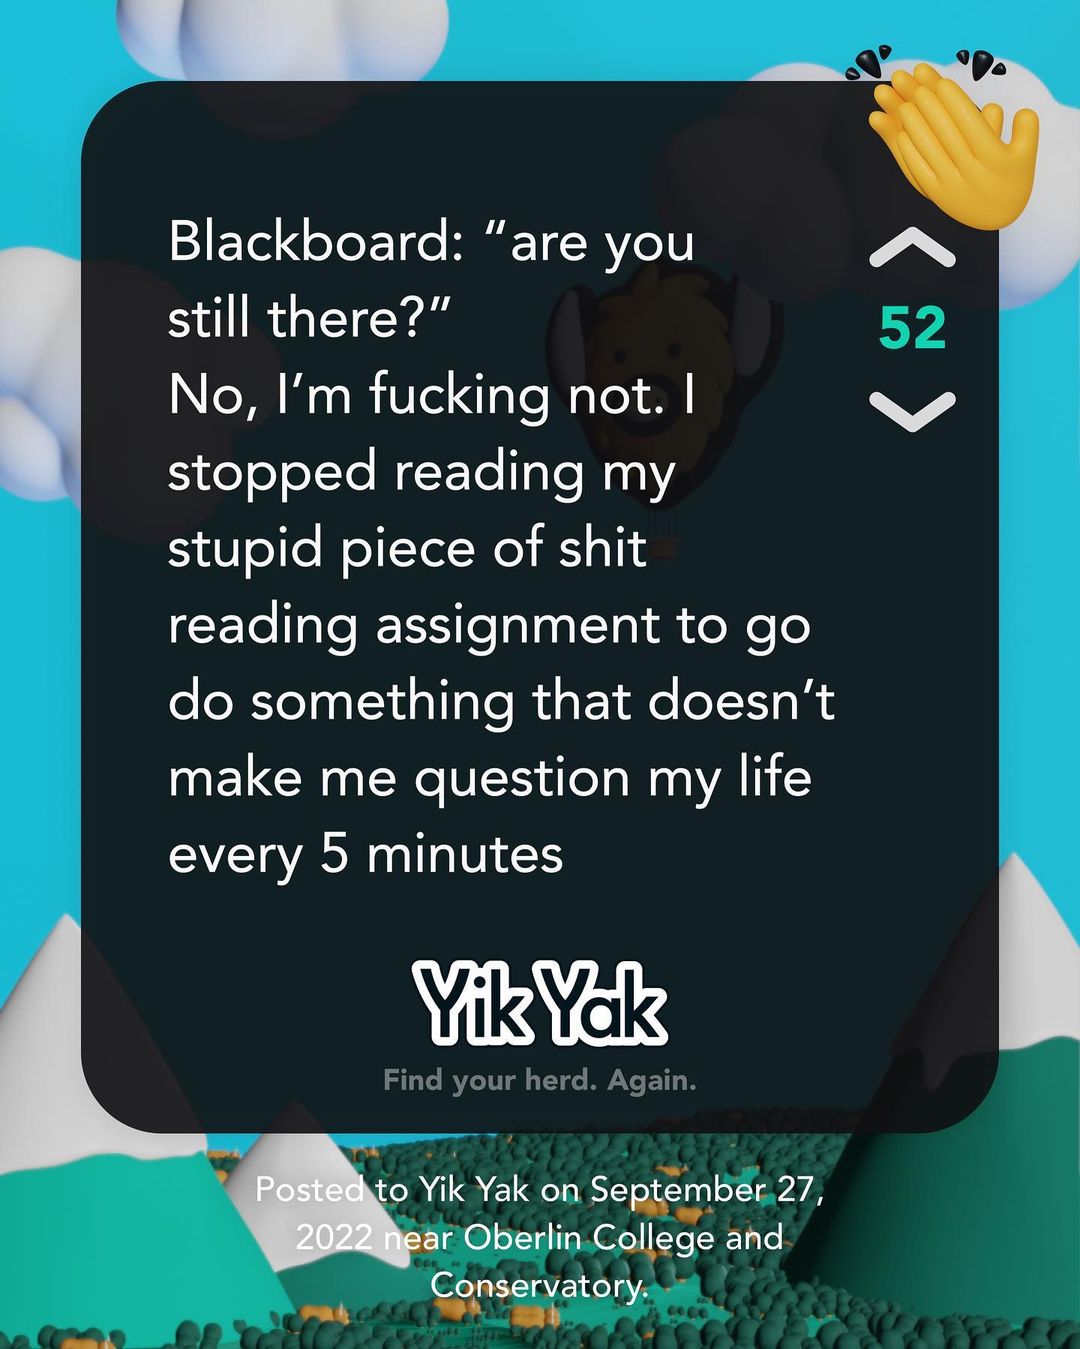 Blackboard: “are you
still there?”
No, I’m fucking not. I
stopped reading my
stupid piece of shit
reading assignment to go
do something that doesn’t
make me question my life
every 5 minutes
52
Yik Yak
Find your herd. Again.
Posted to Yik Yak on September 27,
2022 near Oberlin College and
Conservatory.